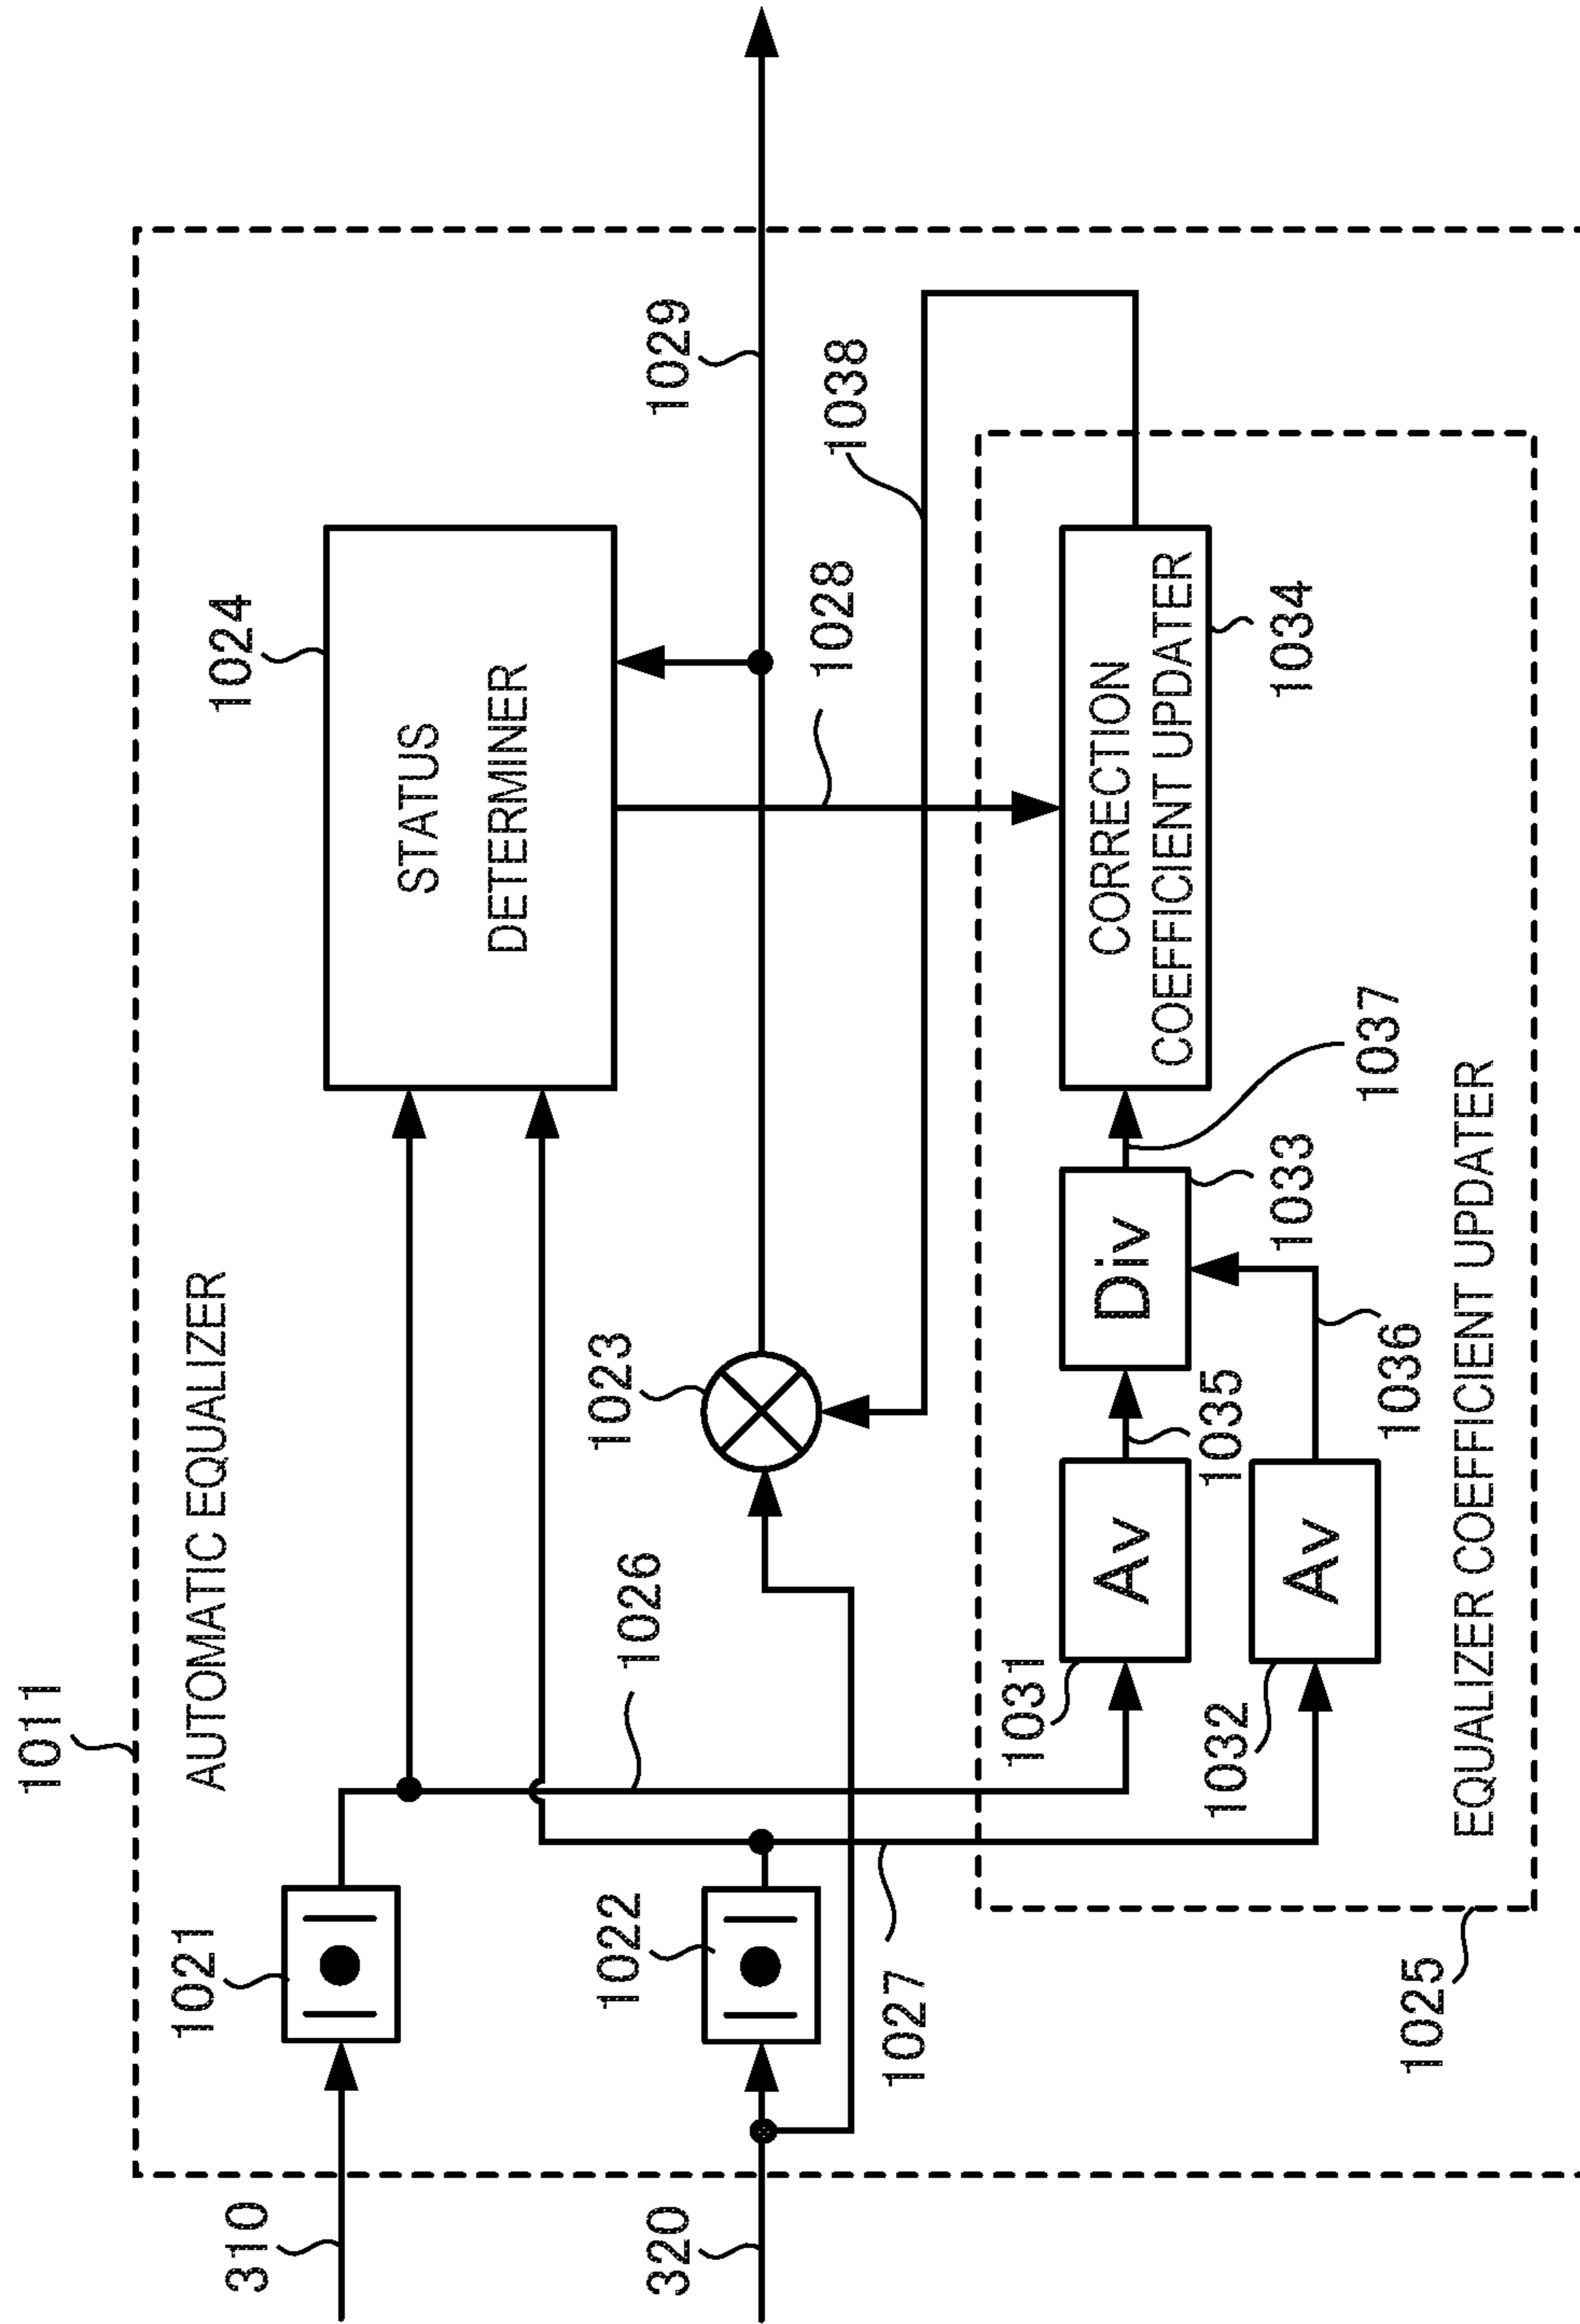 1011
AUTOMATIC EQUALIZER
310
1021
1024
STATUS
DETERMINER
320
1022
1023
1026
1029
1027
1028
1038
1031
Av
1035
Div
1033
1037
CORRECTION
COEFFICIENT UPDATER
1034
1032
Av
1036
EQUALIZER COEFFICIENT UPDATER
1025